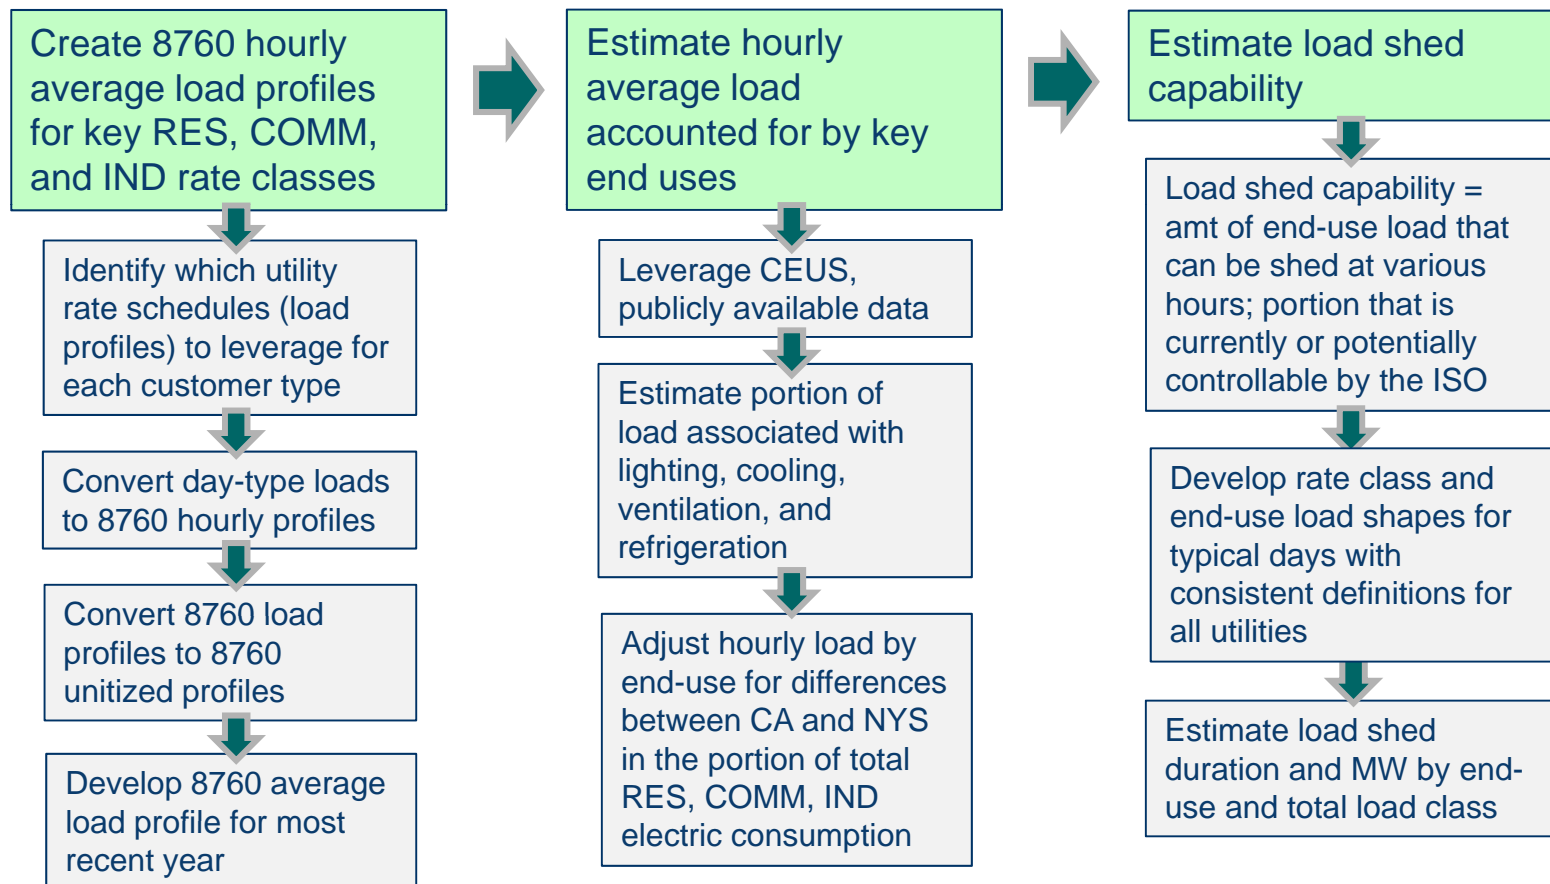 Create 8760 hourly
average load profiles
for key RES, COMM,
and IND rate classes
Identify which utility
rate schedules (load
profiles) to leverage for
each customer type
Convert day-type loads
to 8760 hourly profiles
Convert 8760 load
profiles to 8760
unitized profiles
Develop 8760 average
load profile for most
recent year
Estimate hourly
average load
accounted for by key
end uses
Leverage CEUS,
publicly available data
Estimate portion of
load associated with
lighting, cooling,
ventilation, and
refrigeration
Adjust hourly load by
end-use for differences
between CA and NYS
in the portion of total
RES, COMM, IND
electric consumption
Estimate load shed
capability
Load shed capability =
amt of end-use load that
can be shed at various
hours; portion that is
currently or potentially
controllable by the ISO
Develop rate class and
end-use load shapes for
typical days with
consistent definitions for
all utilities
Estimate load shed
duration and MW by end-
use and total load class